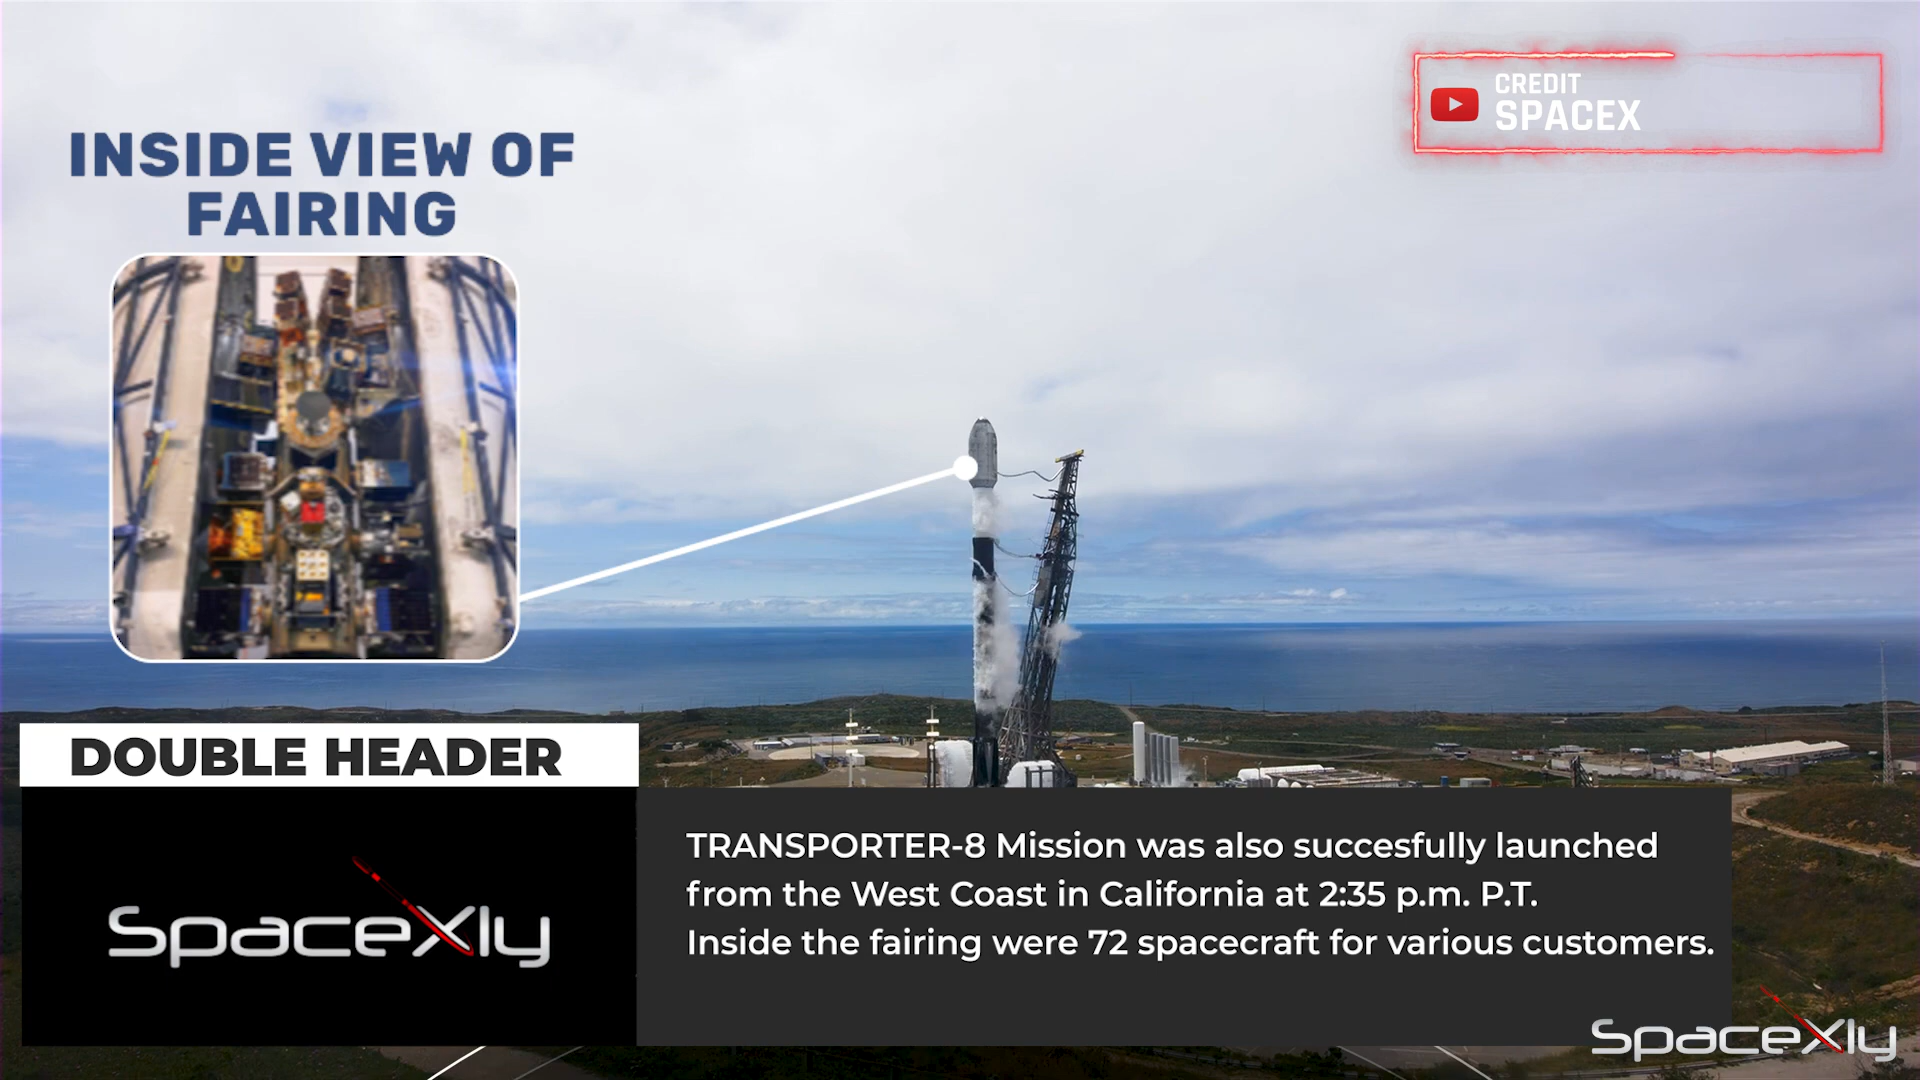 CREDIT
SPACEX
INSIDE VIEW OF
FAIRING
DOUBLE HEADER
SpaceXly
TRANSPORTER-8 Mission was also succesfully launched
from the West Coast in California at 2:35 p.m. P.T.
Inside the fairing were 72 spacecraft for various customers.
SpaceXly